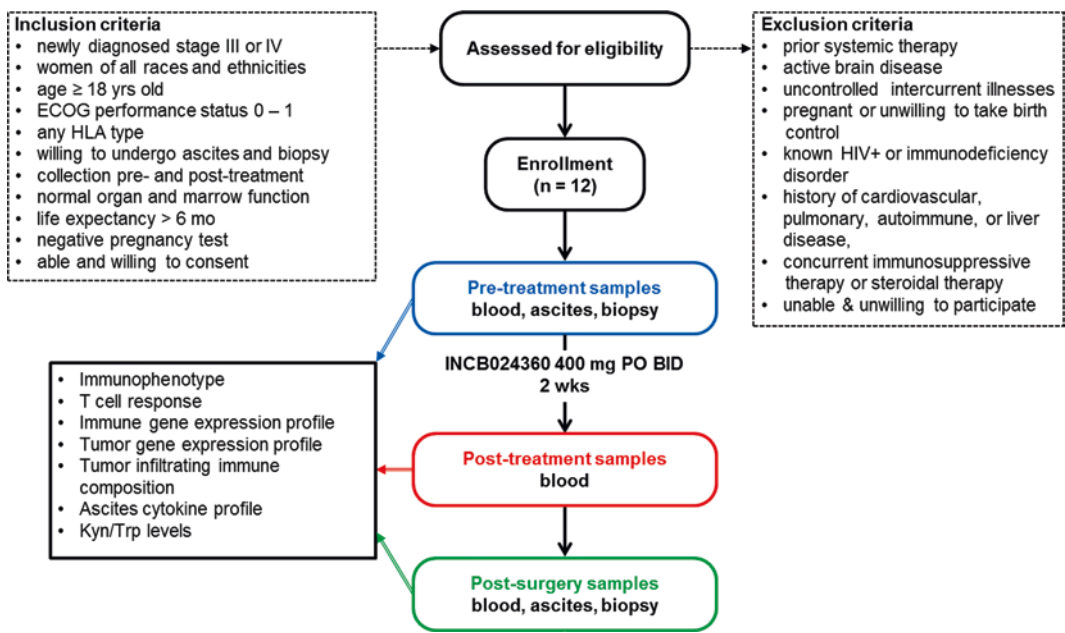 Inclusion criteria
• newly diagnosed stage III or IV
• women of all races and ethnicities
• age ≥ 18 yrs old
• ECOG performance status 0 – 1
• any HLA type
• willing to undergo ascites and biopsy
• collection pre- and post-treatment
• normal organ and marrow function
• life expectancy > 6 mo
• negative pregnancy test
• able and willing to consent
Assessed for eligibility
Exclusion criteria
• prior systemic therapy
• active brain disease
• uncontrolled intercurrent illnesses
• pregnant or unwilling to take birth
control
• known HIV+ or immunodeficiency
disorder
• history of cardiovascular,
pulmonary, autoimmune, or liver
disease,
• concurrent immunosuppressive
therapy or steroidal therapy
• unable & unwilling to participate
Enrollment
(n = 12)
Pre-treatment samples
blood, ascites, biopsy
INCB024360 400 mg PO BID
2 wks
• Immunophenotype
• T cell response
• Immune gene expression profile
• Tumor gene expression profile
• Tumor infiltrating immune
composition
• Ascites cytokine profile
• Kyn/Trp levels
Post-treatment samples
blood
Post-surgery samples
blood, ascites, biopsy